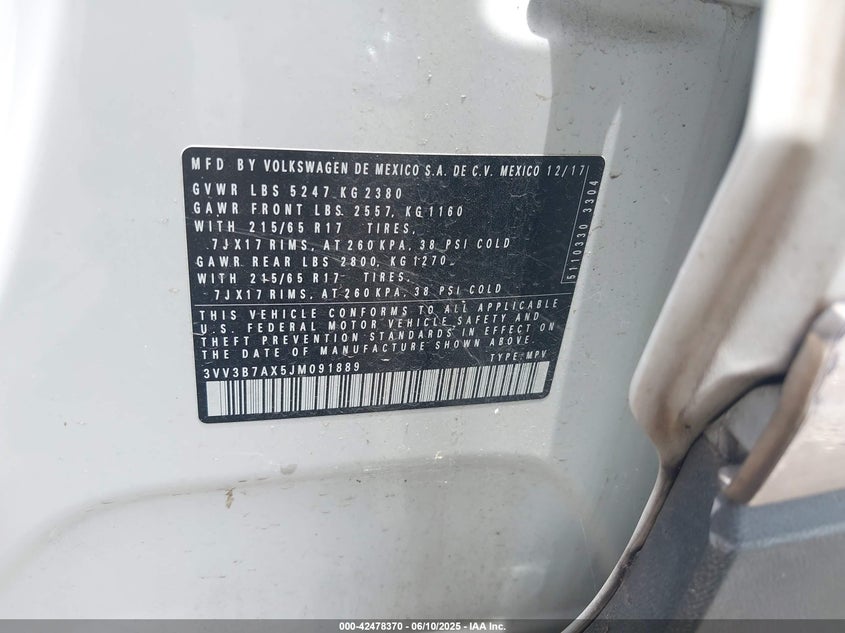 MFD BY VOLKSWAGEN DE MEXICO S.A. DE C.V. MEXICO 12/17
GVWR LBS 5247 KG 2380
GAWR FRONT LBS 2557, KG 1160
WITH 215/65 R17 TIRES,
7JX17 RIMS, AT 260 KPA, 38 PSI COLD
GAWR REAR LBS 2800, KG 1270
WITH 215/65 R17 TIRES,
7JX17 RIMS, AT 260 KPA, 38 PSI COLD
THIS VEHICLE CONFORMS TO ALL APPLICABLE
U.S. FEDERAL MOTOR VEHICLE SAFETY AND
THEFT PREVENTION STANDARDS IN EFFECT ON
THE DATE OF MANUFACTURE SHOWN ABOVE.
3VV3B7AX5JM091889 TYPE: MPV
5110330 3304
000-42478370 - 06/10/2025 - IAA Inc.